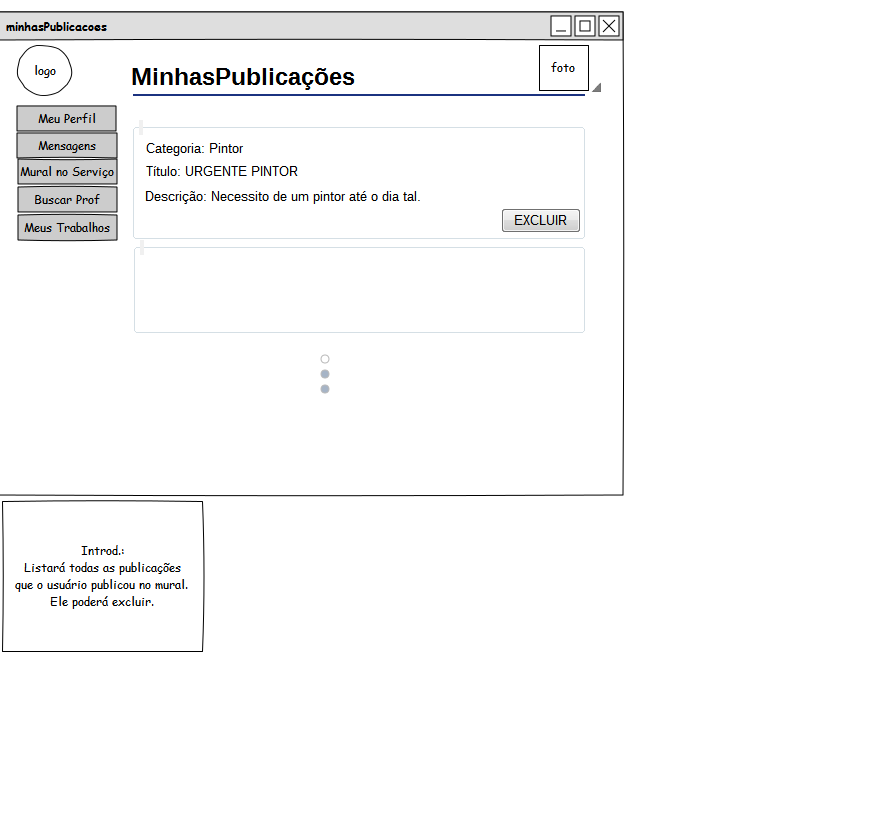 minhasPublicacoes
logo
MinhasPublicações
foto
Meu Perfil
Mensagens
Mural no Serviço
Buscar Prof
Meus Trabalhos
Categoria: Pintor
Título: URGENTE PINTOR
Descrição: Necessito de um pintor até o dia tal.
EXCLUIR
Introd.:
Listará todas as publicações
que o usuário publicou no mural.
Ele poderá excluir.